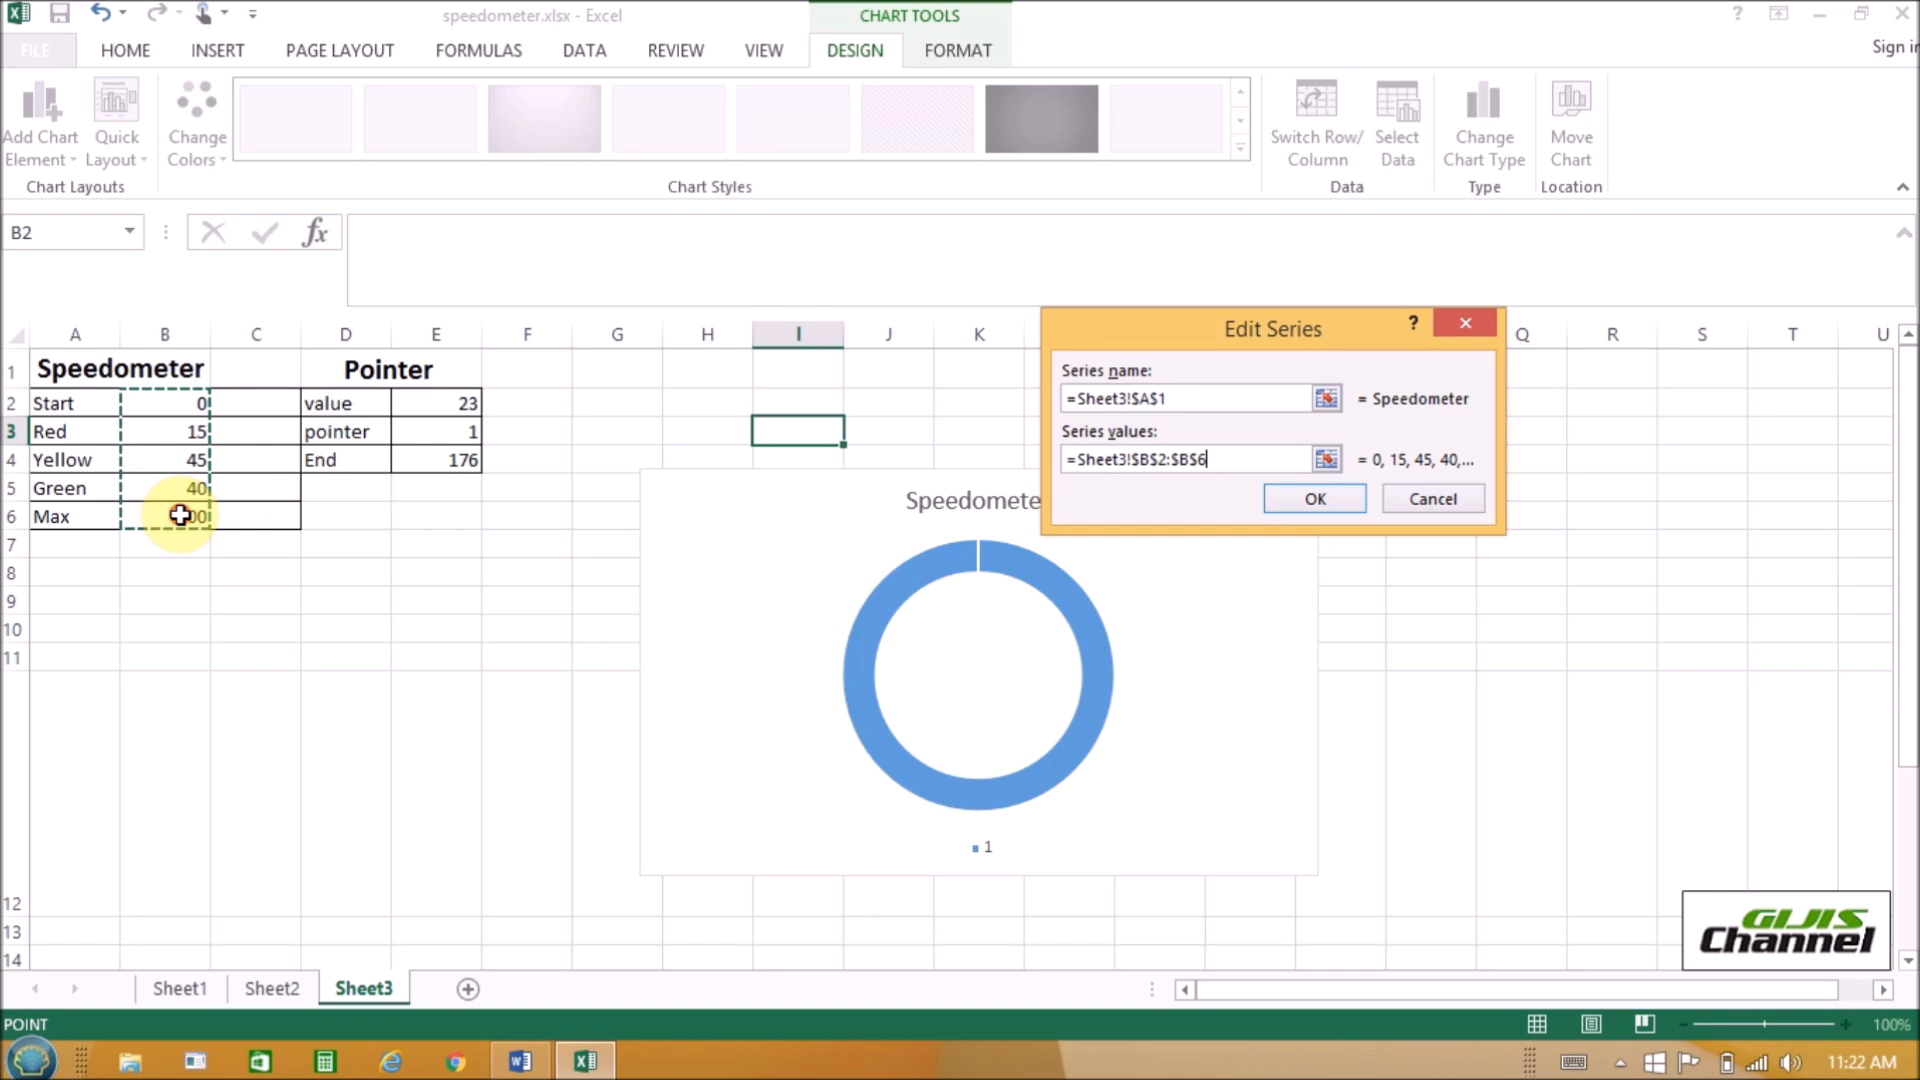 speedometer.xlsx - Excel
CHART TOOLS
FILE HOME INSERT PAGE LAYOUT FORMULAS DATA REVIEW VIEW DESIGN FORMAT
Sign in
Add Chart Element
Quick Layout
Change Colors
Switch Row/ Column
Select Data
Change Chart Type
Move Chart
Chart Layouts
Chart Styles
Data
Type
Location
B2
fx
A B C D E F G H I J K Q R S T U
1 Speedometer Pointer
2 Start 0 value 23
3 Red 15 pointer 1
4 Yellow 45 End 176
5 Green 40
6 Max
7
8
9
10
11
12
13
14
Edit Series
?
Series name:
=Sheet3!$A$1 = Speedometer
Series values:
=Sheet3!$B$2:$B$6 = 0, 15, 45, 40,...
OK Cancel
Speedomete
1
GIJIS
Channel
Sheet1 Sheet2 Sheet3
POINT
100%
11:22 AM